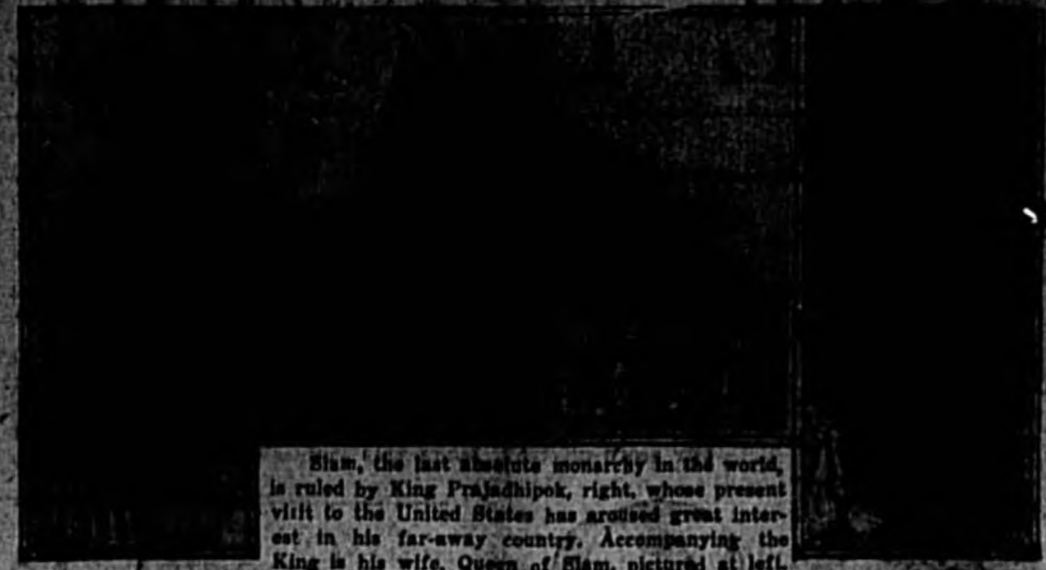 Siam, the last absolute monarchy in the world,
is ruled by King Prajadhipok, right, whose present
visit to the United States has aroused great inter-
est in his far-away country. Accompanying the
King is his wife, Queen of Siam, pictured at left.